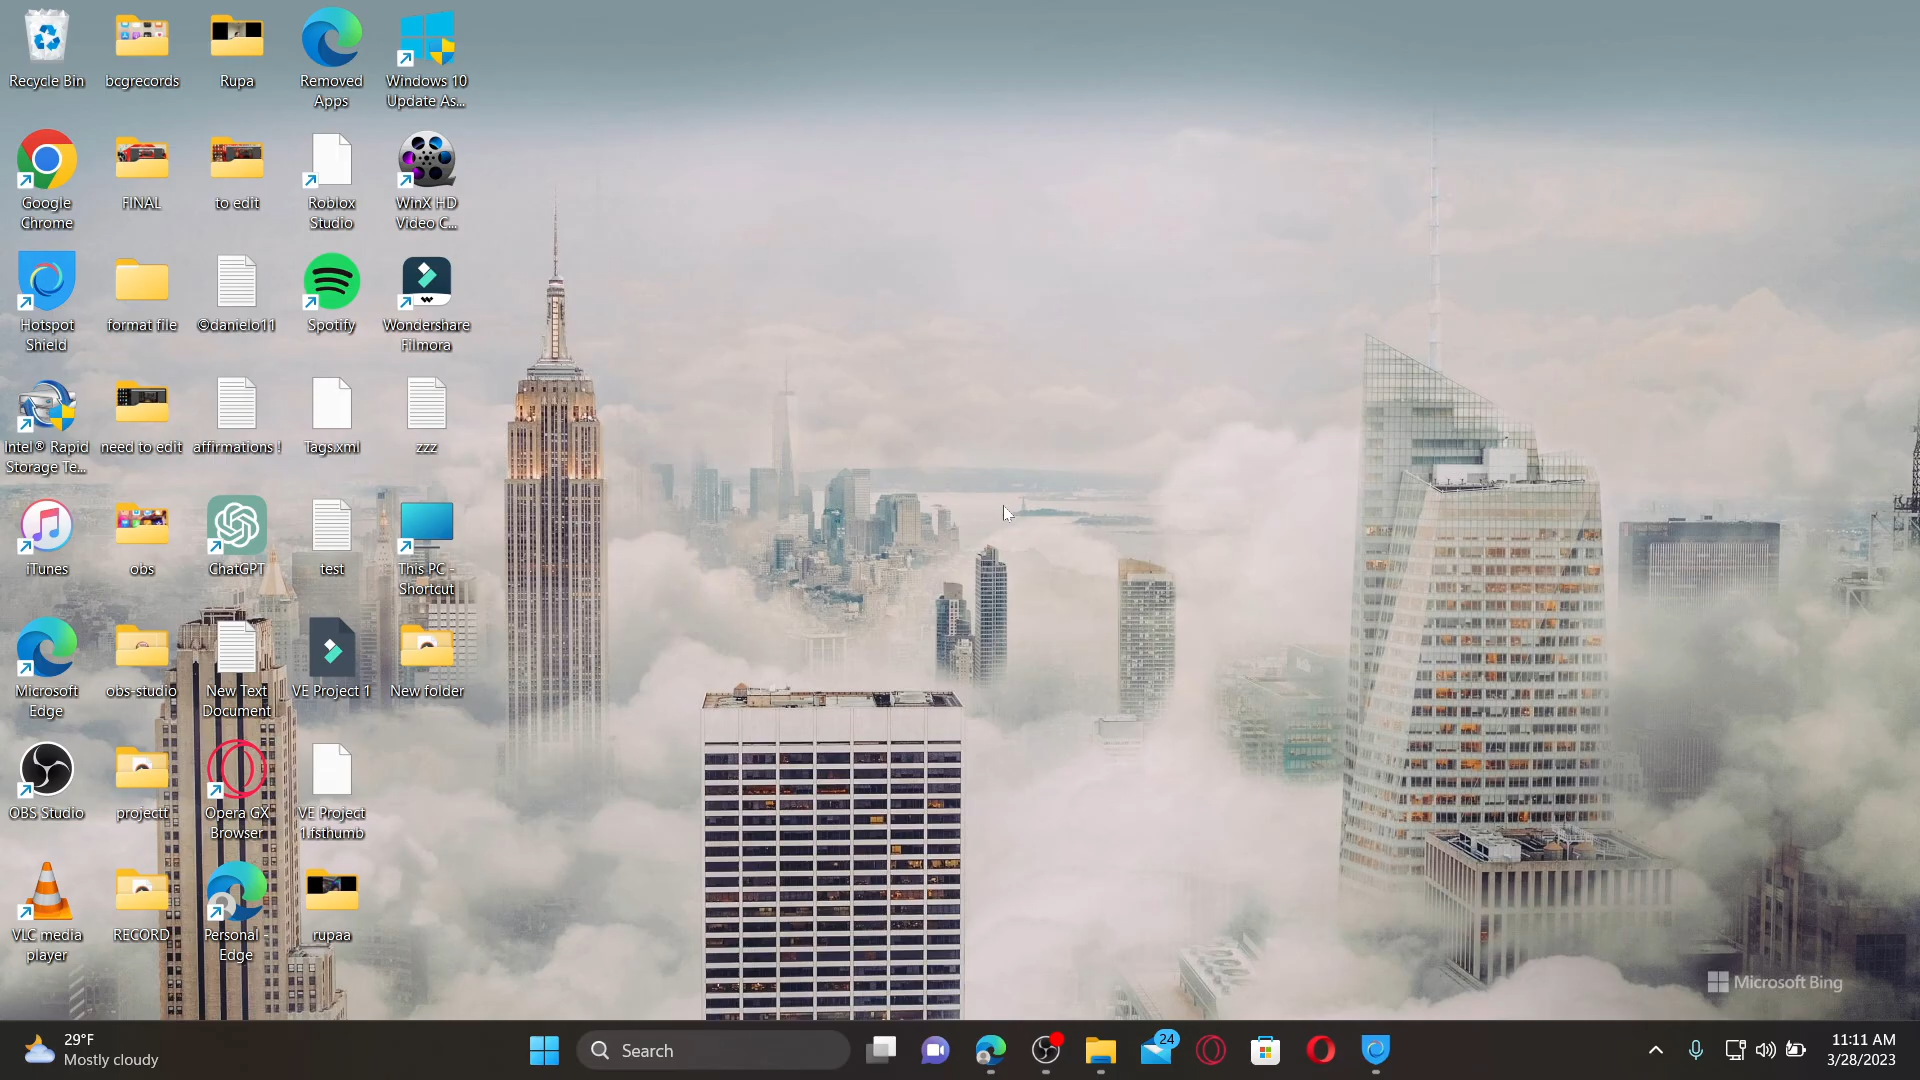 Recycle Bin
bcgrecords
Rupa
Removed
Apps
Windows 10
Update As...
Google
Chrome
FINAL
to edit
Roblox
Studio
WinX HD
Video C...
Hotspot
Shield
format file
©danielo11
Spotify
Wondershare
Filmora
Intel® Rapid
Storage Te...
need to edit
affirmations !
Tags.xml
zzz
iTunes
obs
ChatGPT
test
This PC -
Shortcut
Microsoft
Edge
obs-studio
New Text
Document
VE Project 1
New folder
OBS Studio
projectt
Opera GX
Browser
VE Project
1.fsthumb
VLC media
player
RECORD
Personal -
Edge
rupaa
Microsoft Bing
29°F
Mostly cloudy
Search
24
11:11 AM
3/28/2023